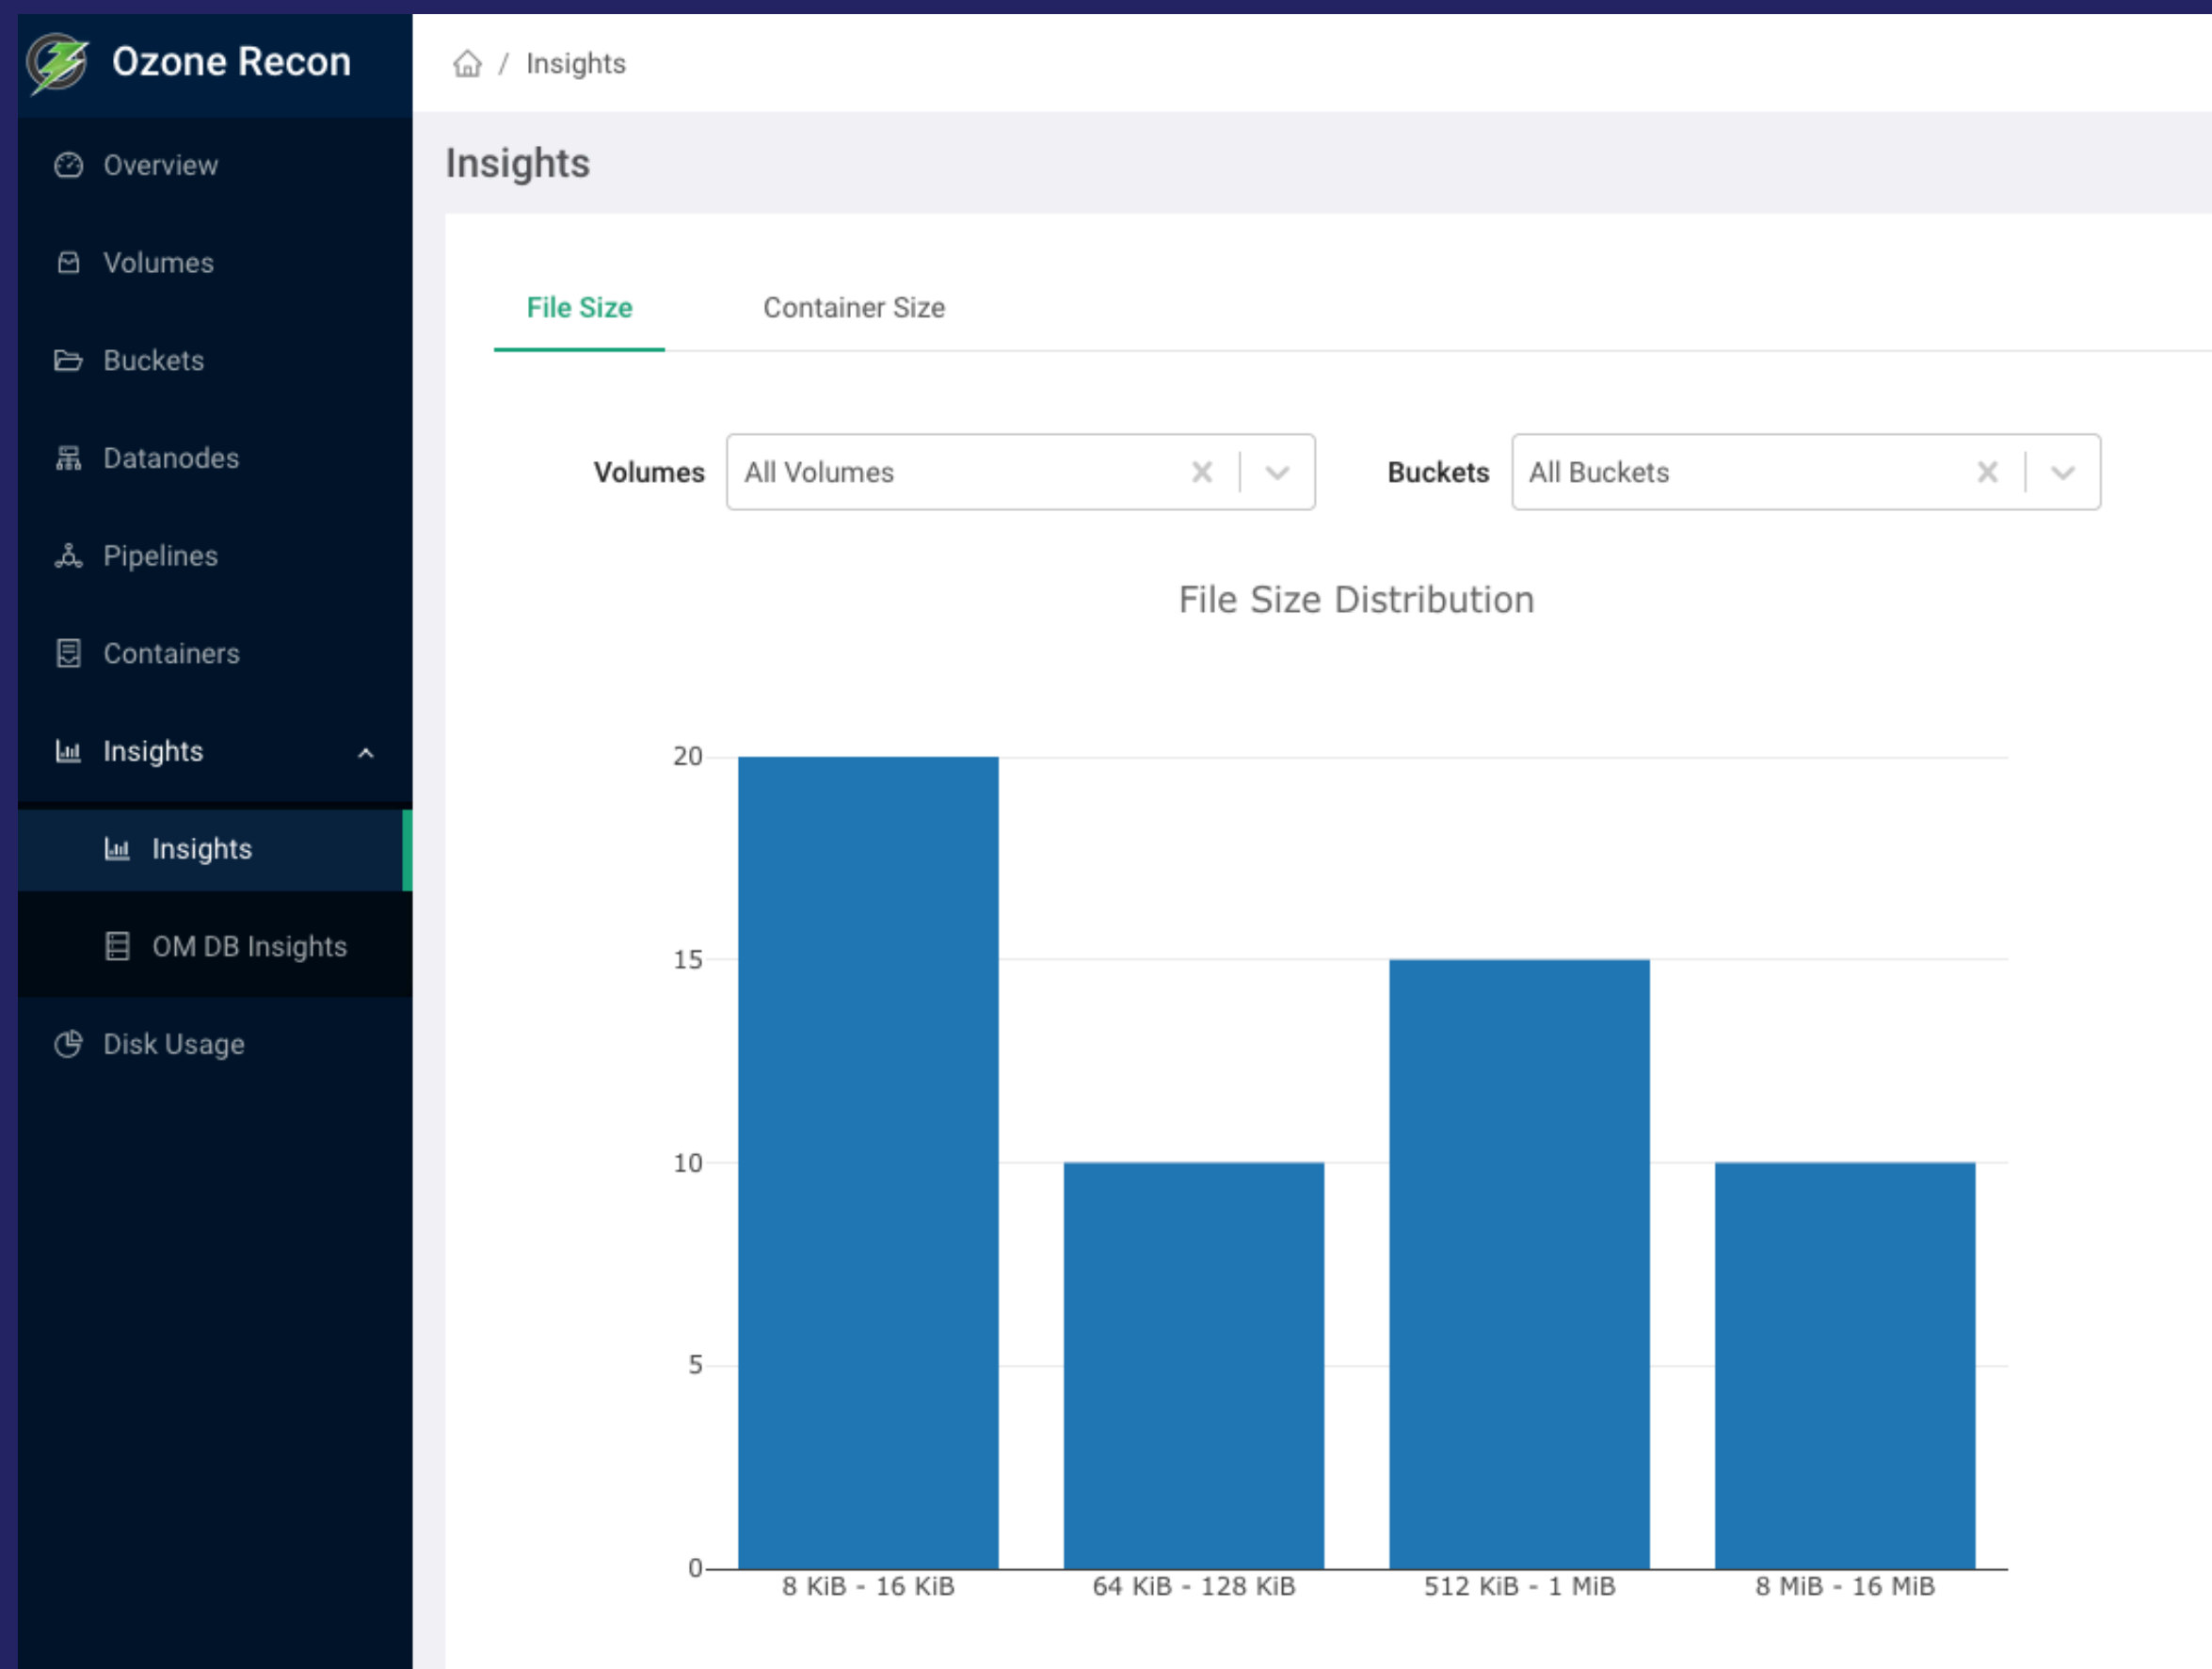 Ozone Recon
Overview
Volumes
Buckets
Datanodes
Pipelines
Containers
Insights
Insights
OM DB Insights
Disk Usage
/ Insights
Insights
File Size Container Size
Volumes All Volumes Buckets All Buckets
File Size Distribution
20
15
10
5
0
8 KiB - 16 KiB 64 KiB - 128 KiB 512 KiB - 1 MiB 8 MiB - 16 MiB